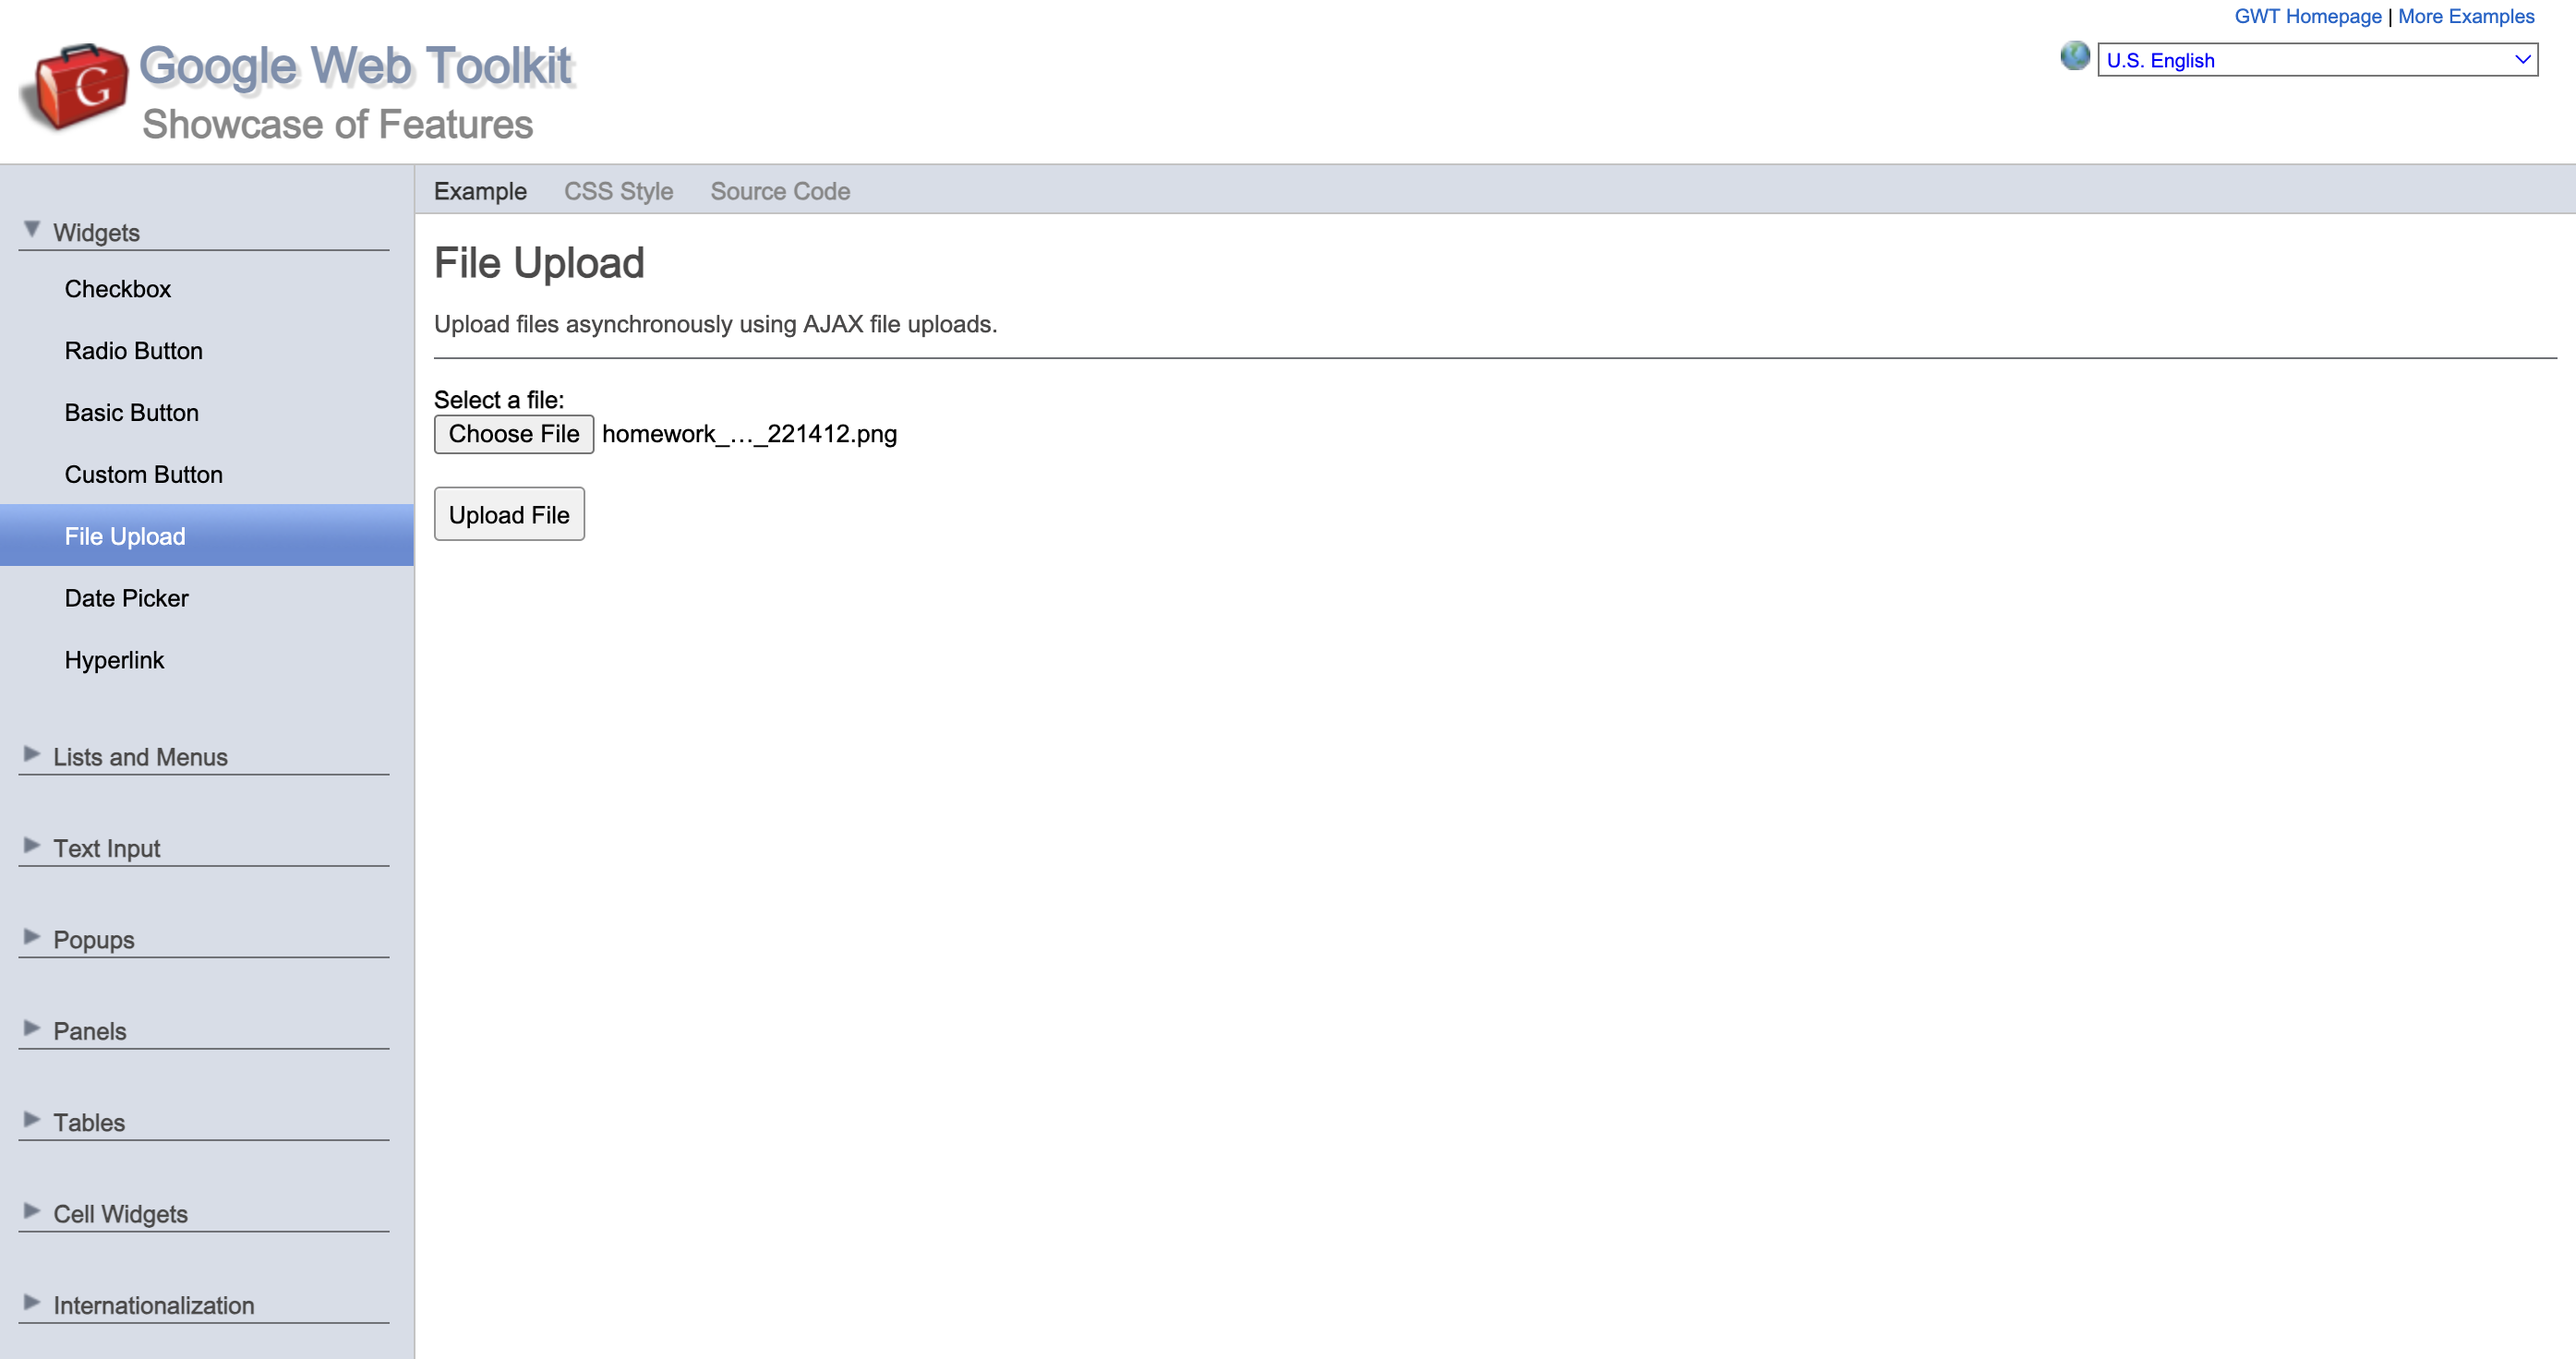 GWT Homepage | More Examples
U.S. English
G
Google Web Toolkit
Showcase of Features
Example CSS Style Source Code
Widgets
Checkbox
Radio Button
Basic Button
Custom Button
File Upload
Date Picker
Hyperlink
Lists and Menus
Text Input
Popups
Panels
Tables
Cell Widgets
Internationalization
File Upload
Upload files asynchronously using AJAX file uploads.
Select a file:
Choose File homework_…_221412.png
Upload File